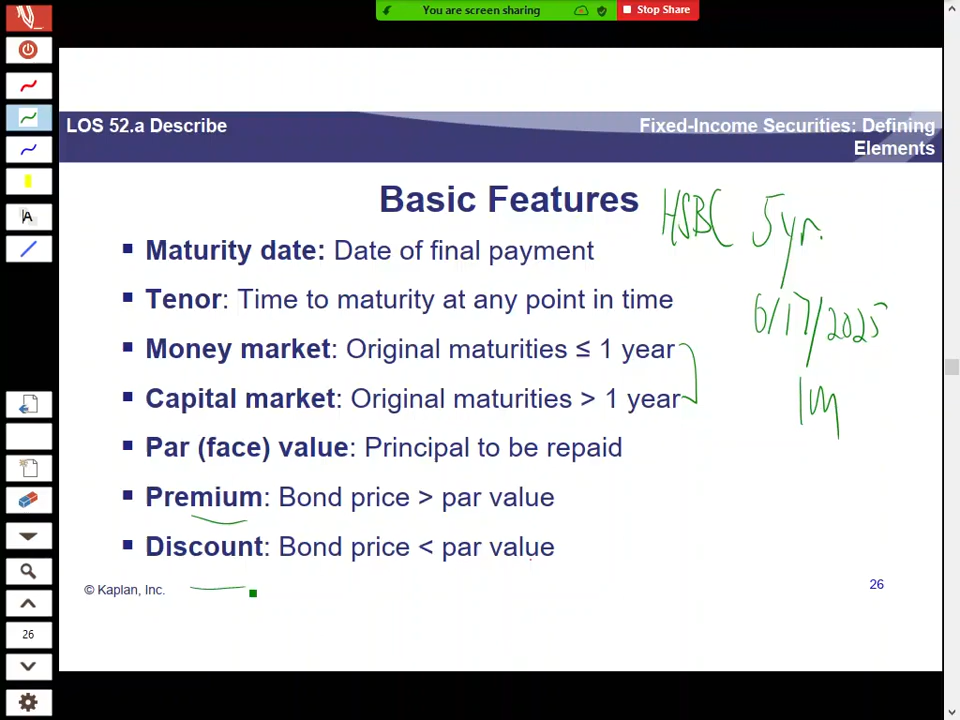 You are screen sharing
Stop Share
LOS 52.a Describe
Fixed-Income Securities: Defining
Elements
Basic Features
HSBC 5yr.
▪ Maturity date: Date of final payment
▪ Tenor: Time to maturity at any point in time
6/17/2025
▪ Money market: Original maturities ≤ 1 year
▪ Capital market: Original maturities > 1 year
▪ Par (face) value: Principal to be repaid
▪ Premium: Bond price > par value
▪ Discount: Bond price < par value
© Kaplan, Inc.
26
A
26